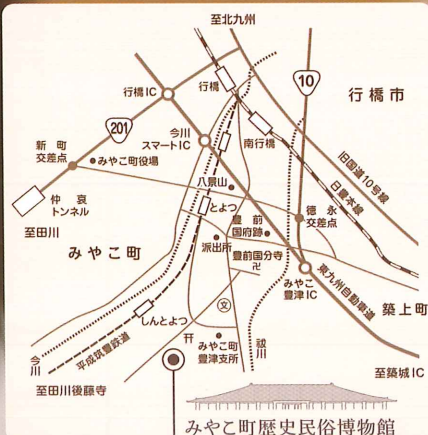 至北九州
行橋IC
行橋
10
行橋市
201
今川
スマートIC
南行橋
新町
交差点
みやこ町役場
旧国道10号線
日豊本線
仲哀
トンネル
八景山
とよつ
豊前
国府跡
徳永
交差点
至田川
みやこ町
派出所
豊前国分寺
卍
みやこ
豊津IC
東九州自動車道
築上町
文
しんとよつ
平成筑豊鉄道
今川
みやこ町
豊津支所
祓川
至築城IC
至田川後藤寺
みやこ町歴史民俗博物館